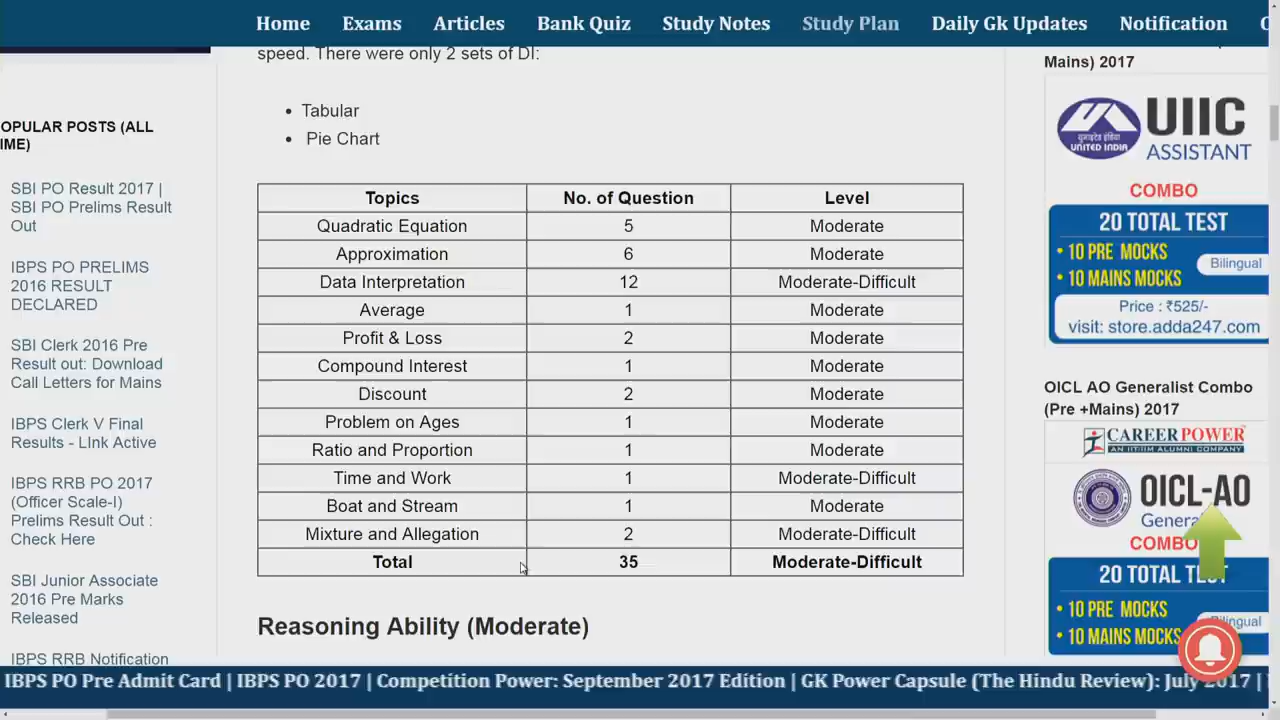 Home Exams Articles Bank Quiz Study Notes Study Plan Daily Gk Updates Notification
speed. There were only 2 sets of DI:
• Tabular
• Pie Chart
Topics No. of Question Level
Quadratic Equation 5 Moderate
Approximation 6 Moderate
Data Interpretation 12 Moderate-Difficult
Average 1 Moderate
Profit & Loss 2 Moderate
Compound Interest 1 Moderate
Discount 2 Moderate
Problem on Ages 1 Moderate
Ratio and Proportion 1 Moderate
Time and Work 1 Moderate-Difficult
Boat and Stream 1 Moderate
Mixture and Allegation 2 Moderate-Difficult
Total 35 Moderate-Difficult
Reasoning Ability (Moderate)
OPULAR POSTS (ALL
IME)
SBI PO Result 2017 |
SBI PO Prelims Result
Out
IBPS PO PRELIMS
2016 RESULT
DECLARED
SBI Clerk 2016 Pre
Result out: Download
Call Letters for Mains
IBPS Clerk V Final
Results - LInk Active
IBPS RRB PO 2017
(Officer Scale-I)
Prelims Result Out :
Check Here
SBI Junior Associate
2016 Pre Marks
Released
IBPS RRB Notification
Mains) 2017
UNITED INDIA
UIIC
ASSISTANT
COMBO
20 TOTAL TEST
• 10 PRE MOCKS
• 10 MAINS MOCKS
Bilingual
Price : ₹525/-
visit: store.adda247.com
OICL AO Generalist Combo
(Pre +Mains) 2017
CAREER POWER
AN IIT/IIM ALUMNI COMPANY
OICL-AO
COMBO
20 TOTAL TEST
• 10 PRE MOCKS
• 10 MAINS MOCKS
Bilingual
IBPS PO Pre Admit Card | IBPS PO 2017 | Competition Power: September 2017 Edition | GK Power Capsule (The Hindu Review): July 2017 |